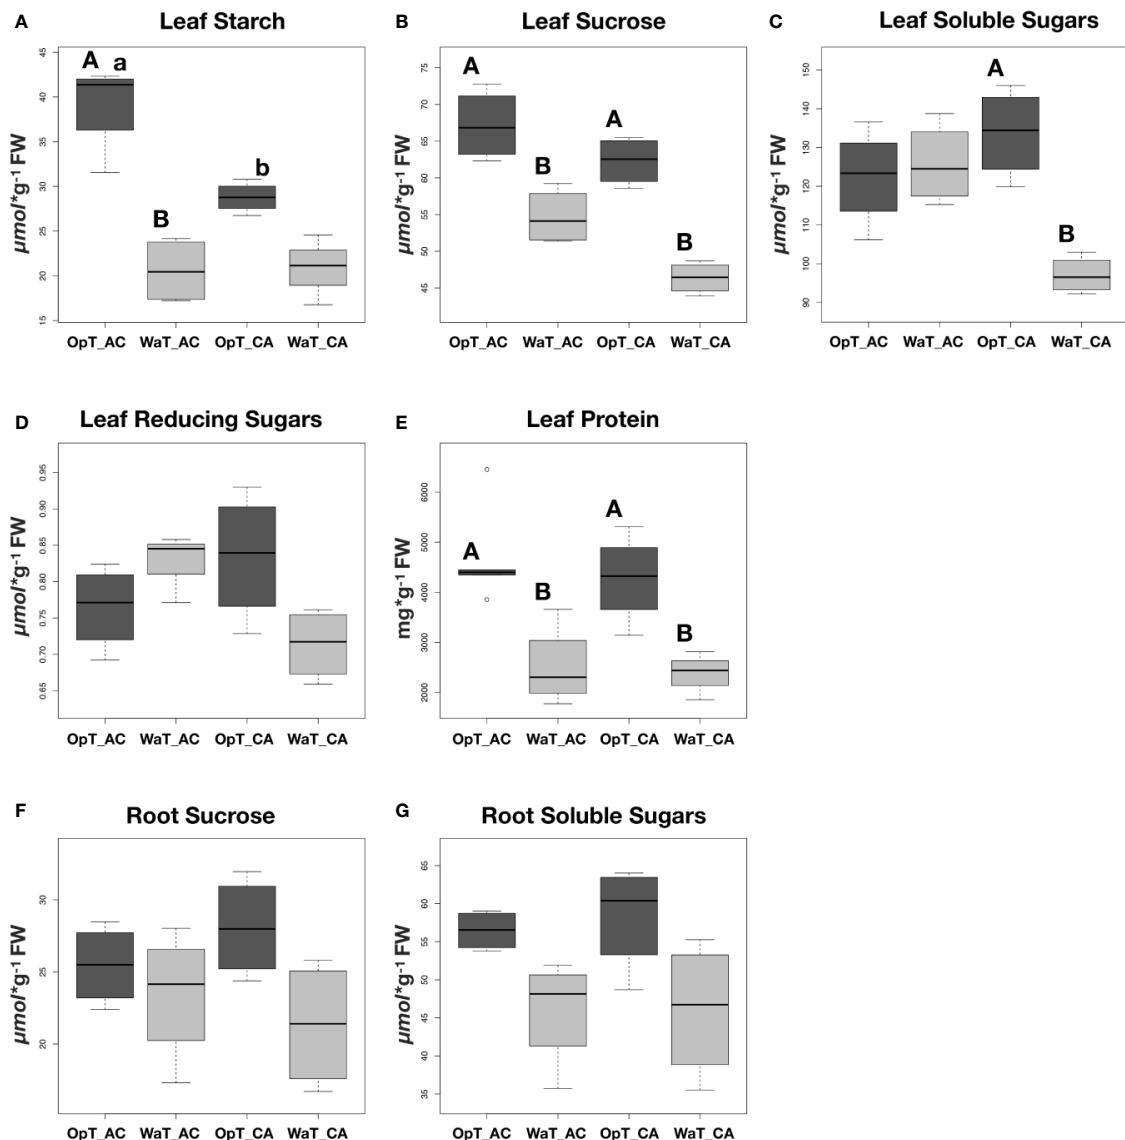 A Leaf Starch
B Leaf Sucrose
C Leaf Soluble Sugars
µmol*g-1 FW
45
40
35
30
25
20
15
A a
B
b
OpT_AC WaT_AC OpT_CA WaT_CA
µmol*g-1 FW
75
70
65
60
55
50
45
A
B
A
B
OpT_AC WaT_AC OpT_CA WaT_CA
µmol*g-1 FW
150
140
130
120
110
100
90
A
B
OpT_AC WaT_AC OpT_CA WaT_CA
D Leaf Reducing Sugars
E Leaf Protein
µmol*g-1 FW
0.95
0.90
0.85
0.80
0.75
0.70
0.65
OpT_AC WaT_AC OpT_CA WaT_CA
mg*g-1 FW
6000
5000
4000
3000
2000
A
B
A
B
OpT_AC WaT_AC OpT_CA WaT_CA
F Root Sucrose
G Root Soluble Sugars
µmol*g-1 FW
30
25
20
OpT_AC WaT_AC OpT_CA WaT_CA
µmol*g-1 FW
65
60
55
50
45
40
35
OpT_AC WaT_AC OpT_CA WaT_CA